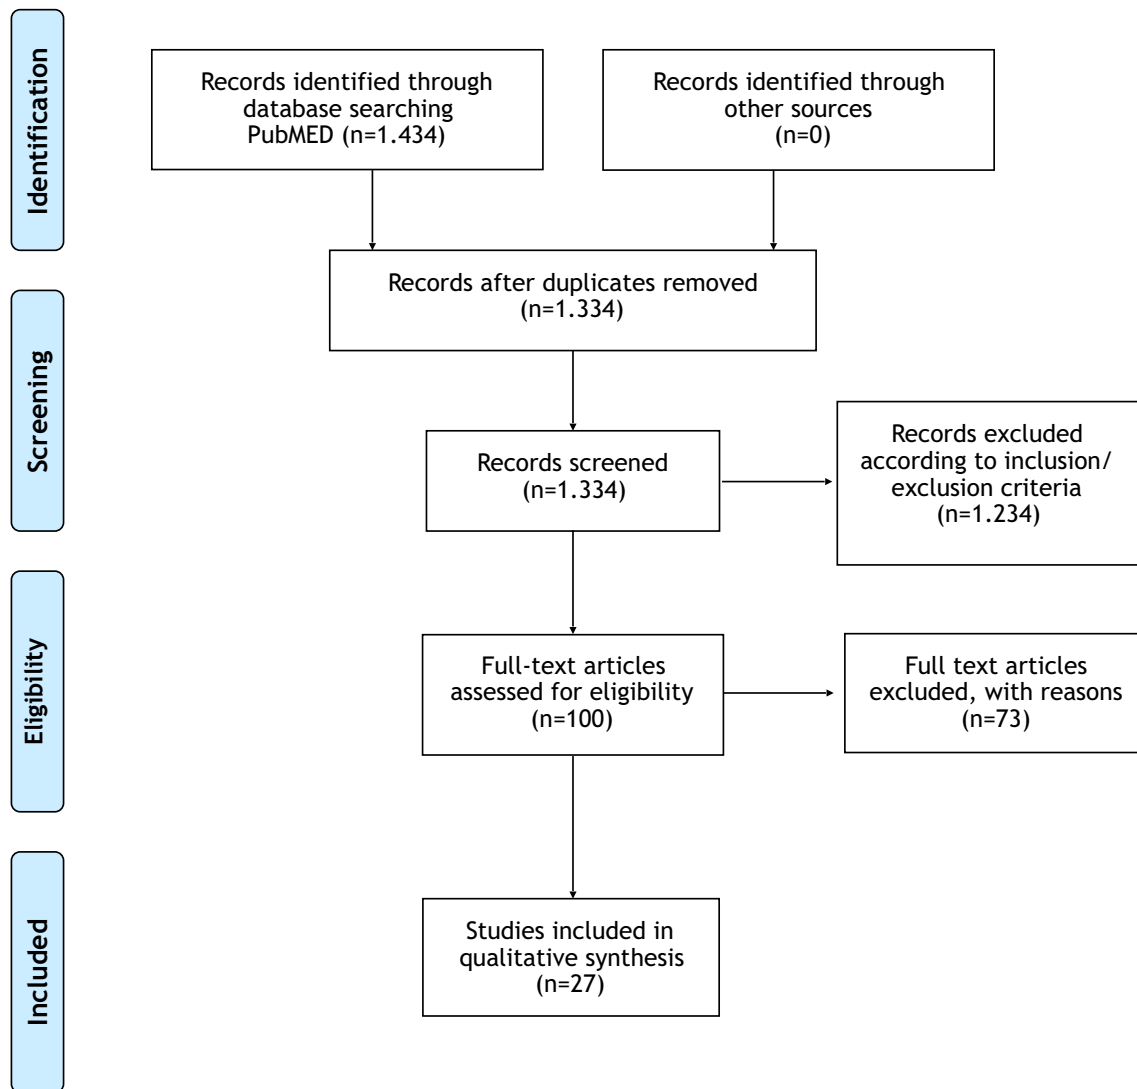 Identification
Records identified through
database searching
PubMED (n=1.434)
Records identified through
other sources
(n=0)
Records after duplicates removed
(n=1.334)
Screening
Records screened
(n=1.334)
Records excluded
according to inclusion/
exclusion criteria
(n=1.234)
Eligibility
Full-text articles
assessed for eligibility
(n=100)
Full text articles
excluded, with reasons
(n=73)
Included
Studies included in
qualitative synthesis
(n=27)